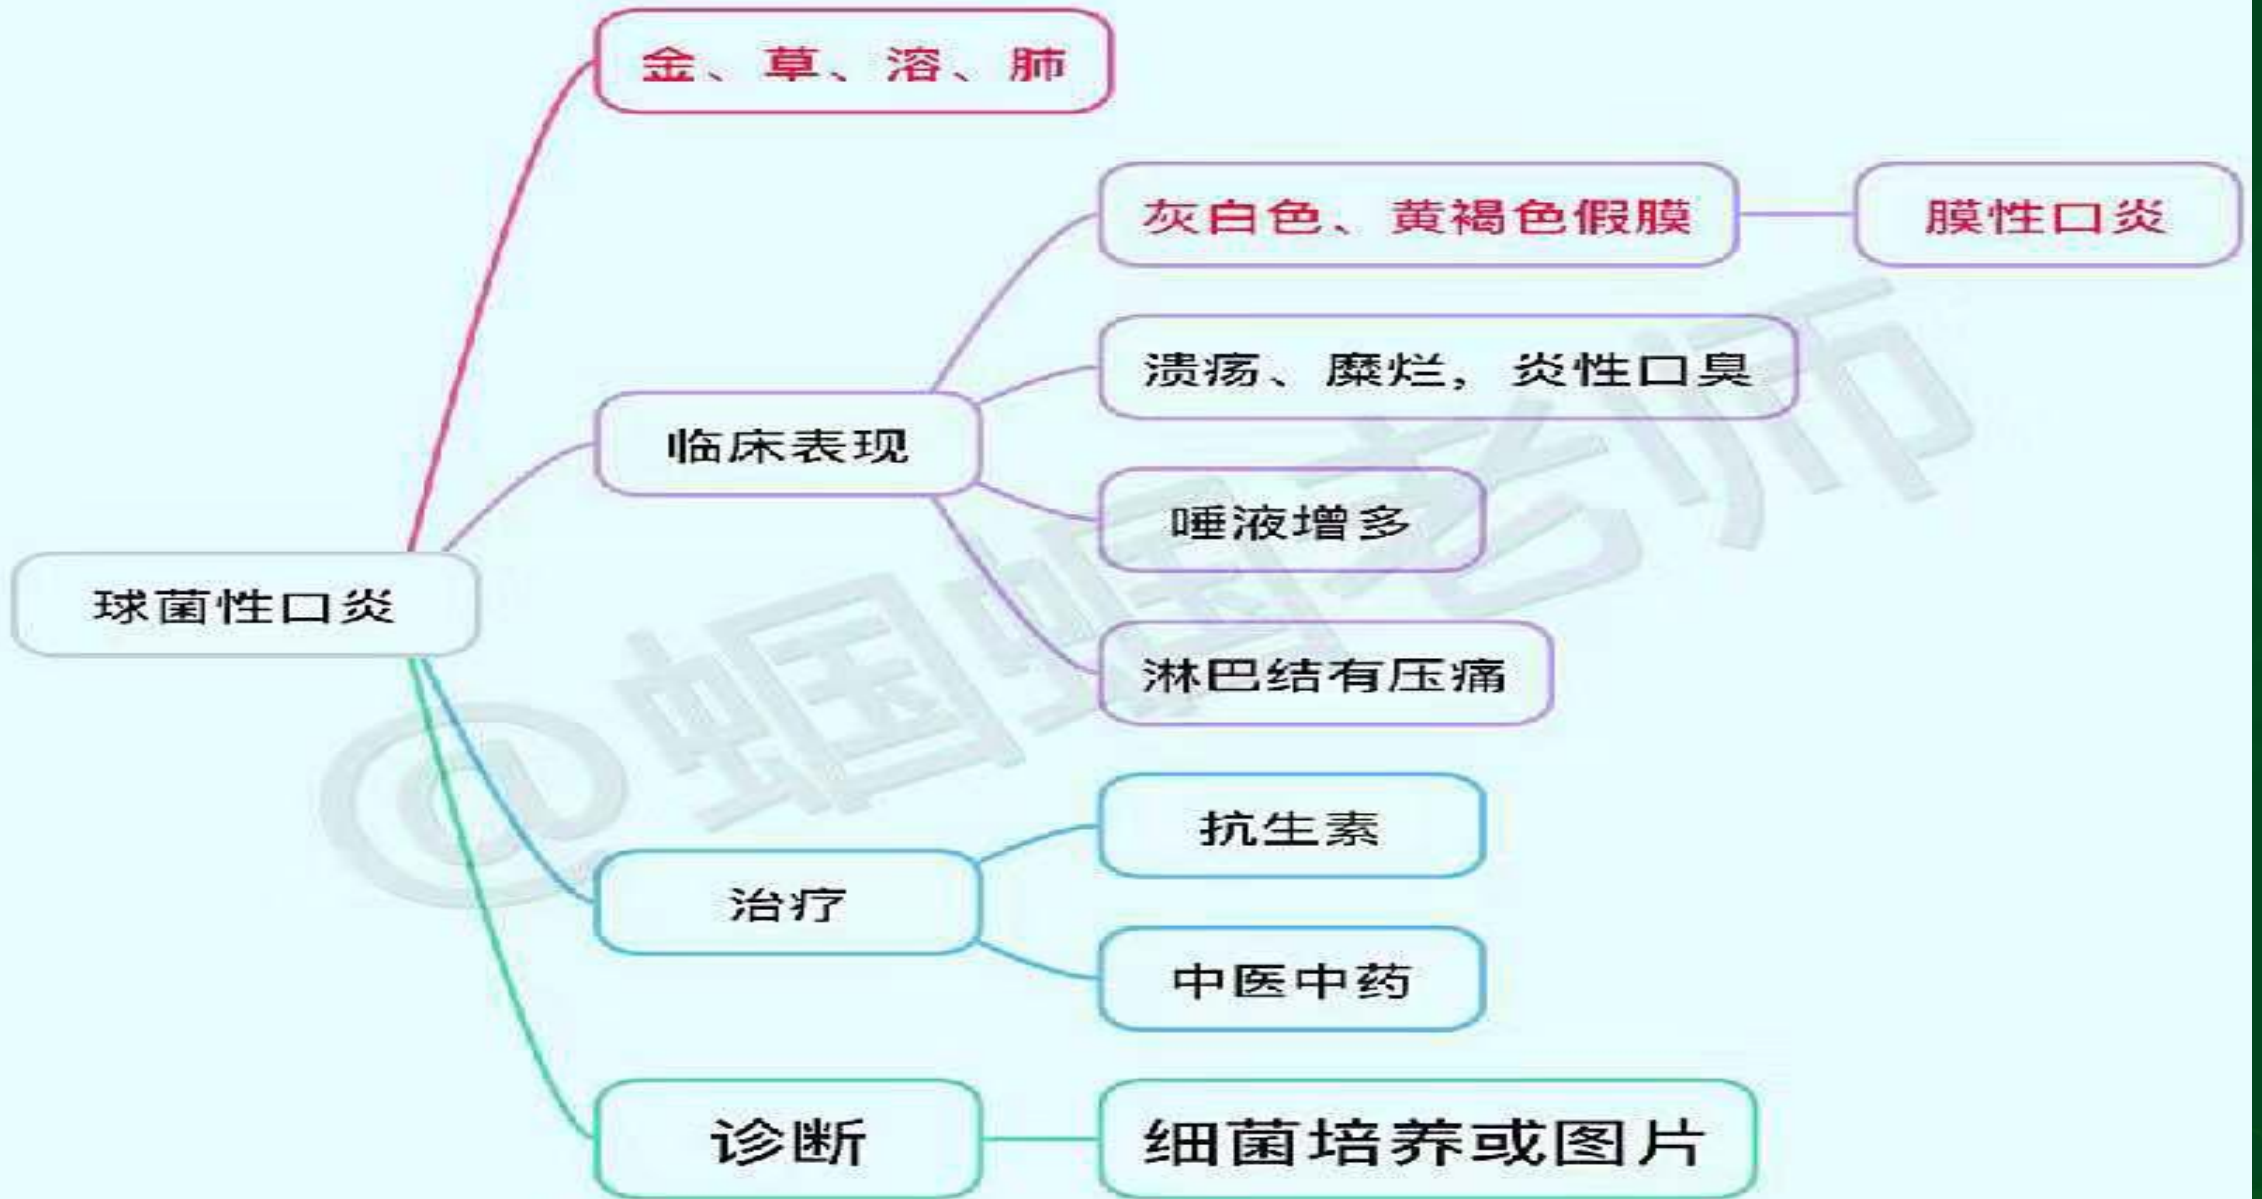 金、草、溶、肺
灰白色、黄褐色假膜
膜性口炎
溃疡、糜烂，炎性口臭
临床表现
唾液增多
球菌性口炎
淋巴结有压痛
抗生素
治疗
中医中药
诊断
细菌培养或图片
@蝈蝈老师